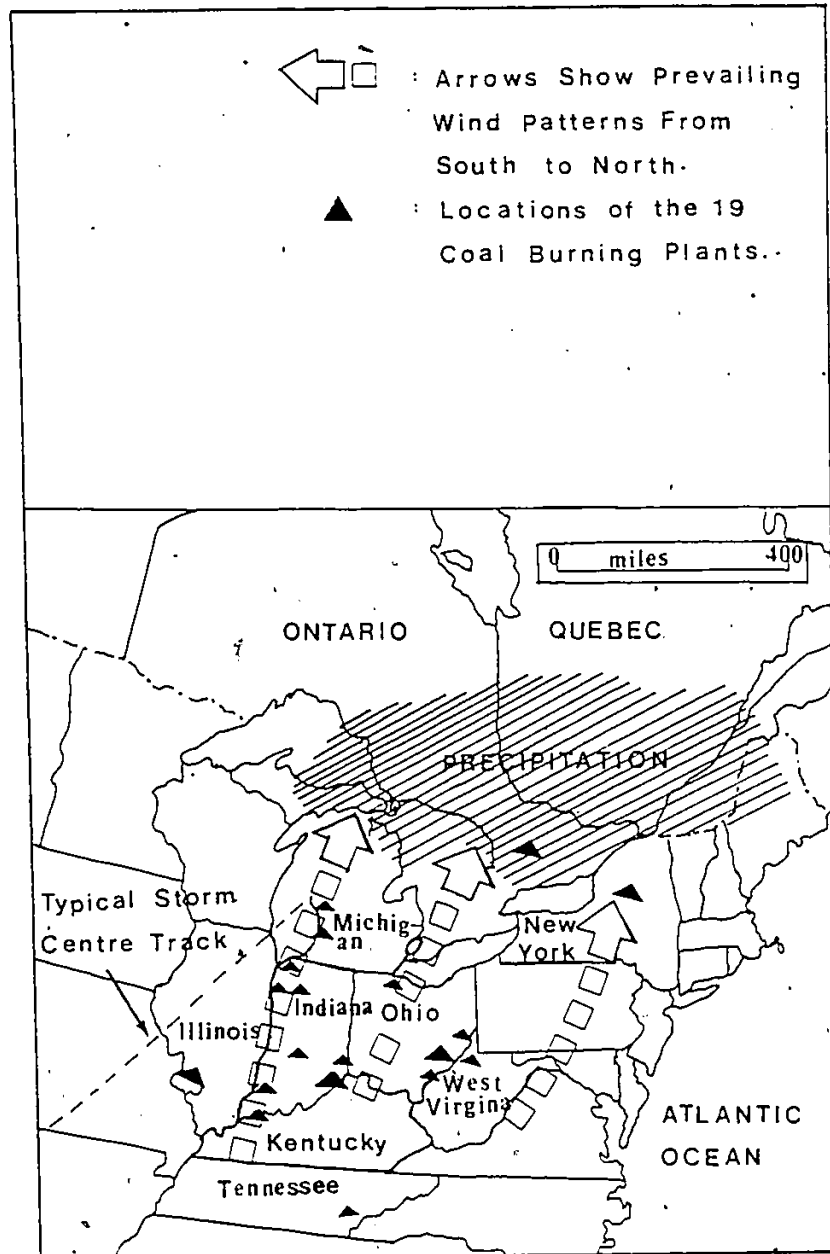 : Arrows Show Prevailing
Wind Patterns From
South to North.
: Locations of the 19
Coal Burning Plants..
0 miles 400
ONTARIO
QUEBEC
PRECIPITATION
Typical Storm
Centre Track
Michig-
an
New
York
Indiana
Ohio
Illinois
West
Virgina
Kentucky
ATLANTIC
OCEAN
Tennessee